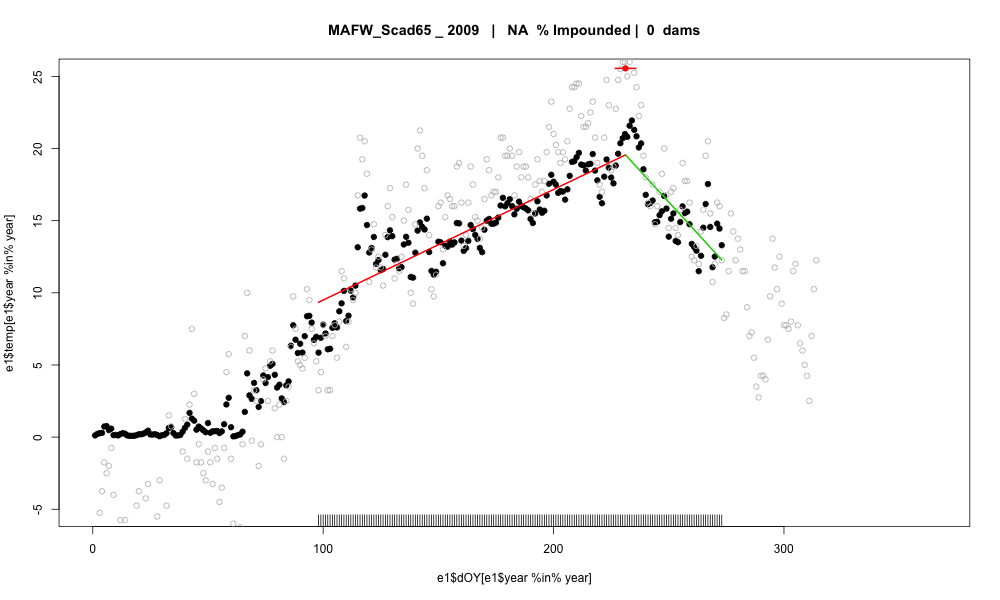 MAFW_Scad65 _ 2009 | NA % Impounded | 0 dams
25
20
15
10
5
0
-5
e1$temp[e1$year %in% year]
0 100 200 300
e1$dOY[e1$year %in% year]